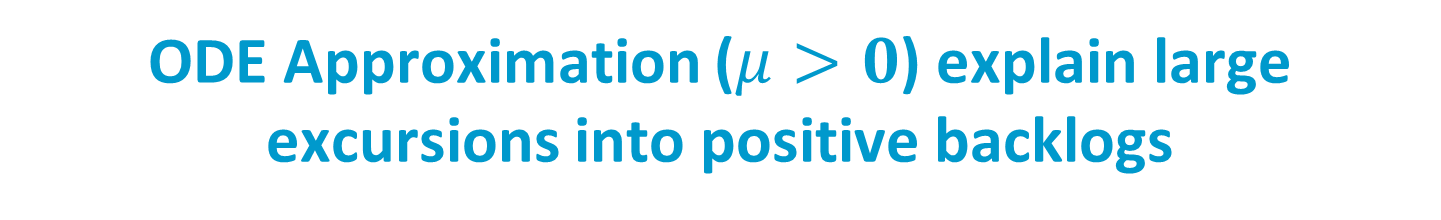 ODE Approximation (μ > 0) explain large
excursions into positive backlogs